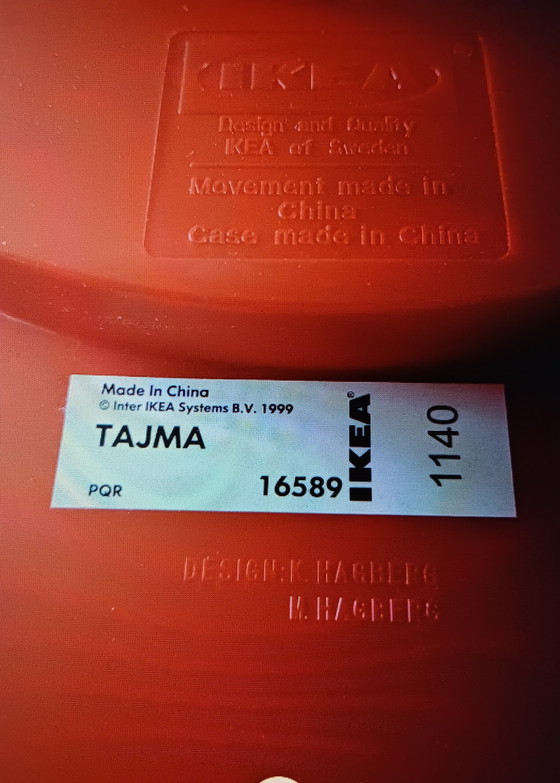 IKEA
Design and Quality
IKEA of Sweden
Movement made in
China
Case made in China
Made In China
© Inter IKEA Systems B.V. 1999
TAJMA
PQR
16589
IKEA®
1140
DESIGN:K.HAGBERG
M.HAGBERG